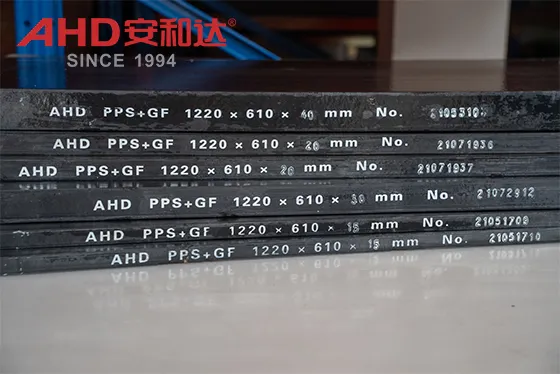 AHD安和达®
SINCE 1994
AHD PPS+GF 1220 × 610 × 40 mm No.
AHD PPS+GF 1220 × 610 × 20 mm No. 21071936
AHD PPS+GF 1220 × 610 × 20 mm No. 21071937
AHD PPS+GF 1220 × 610 × 30 mm No. 21072912
AHD PPS+GF 1220 × 610 × 15 mm No. 21051709
AHD PPS+GF 1220 × 610 × 15 mm No. 21051710